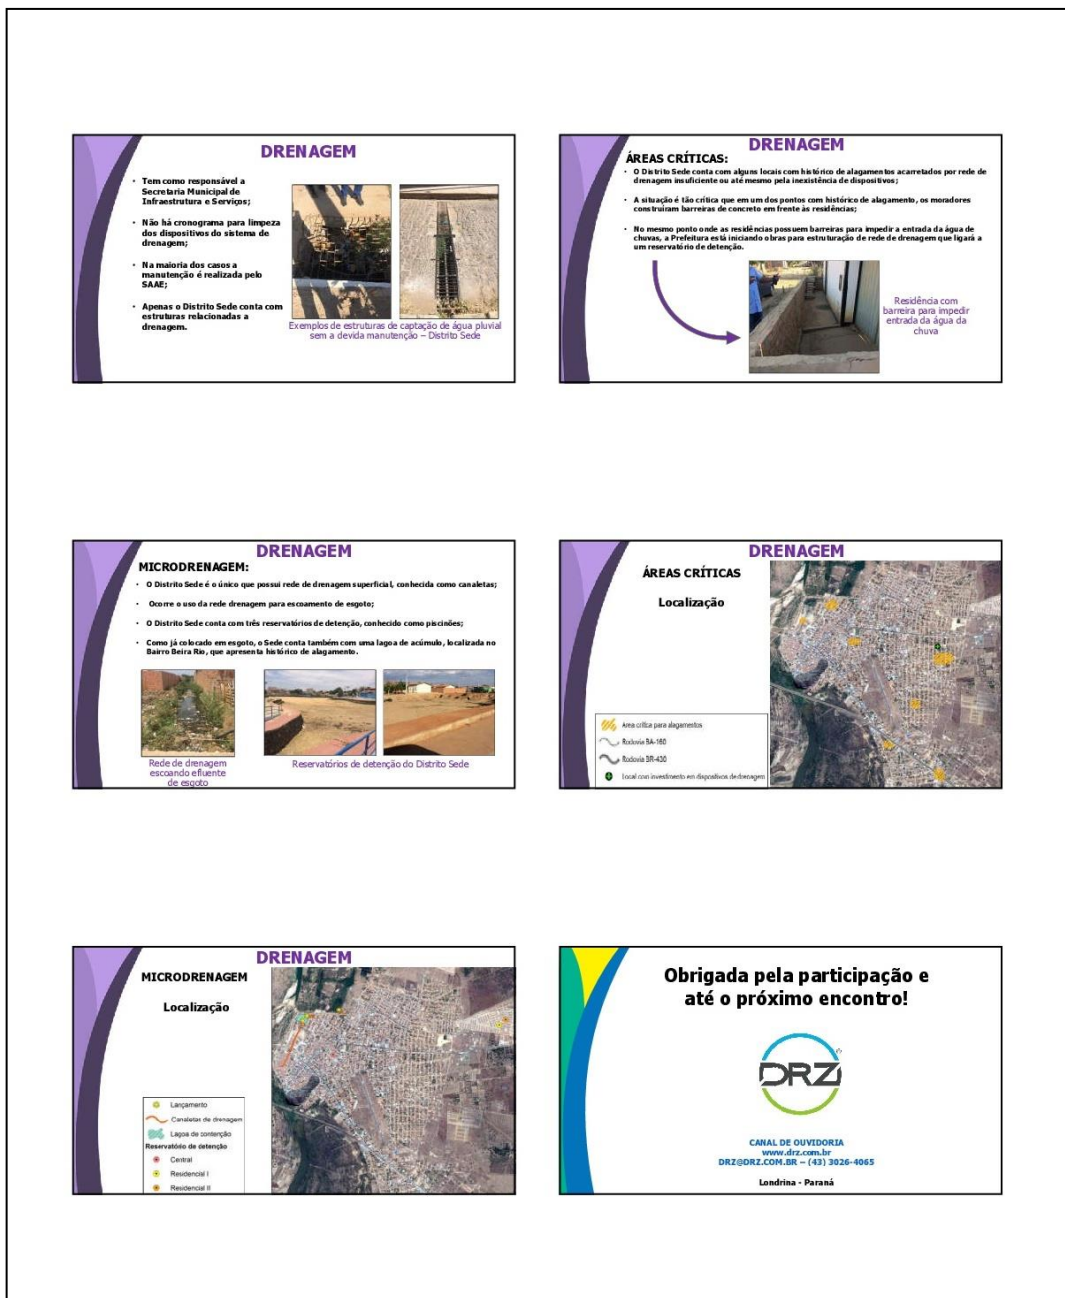 DRENAGEM
• Tem como responsável a
Secretaria Municipal de
Infraestrutura e Serviços;
• Não há cronograma para limpeza
dos dispositivos do sistema de
drenagem;
• Na maioria dos casos a
manutenção é realizada pelo
SAAE;
• Apenas o Distrito Sede conta com
estruturas relacionadas a
drenagem.
Exemplos de estruturas de captação de água pluvial
sem a devida manutenção – Distrito Sede
DRENAGEM
ÁREAS CRÍTICAS:
• O Distrito Sede conta com alguns locais com histórico de alagamentos acarretados por rede de
drenagem insuficiente ou até mesmo pela inexistência de dispositivos;
• A situação é tão crítica que em um dos pontos com histórico de alagamento, os moradores
construíram barreiras de concreto em frente às residências;
• No mesmo ponto onde as residências possuem barreiras para impedir a entrada da água de
chuvas, a Prefeitura está iniciando obras para estruturação de rede de drenagem que ligará a
um reservatório de detenção.
Residência com
barreira para impedir
entrada da água da
chuva
DRENAGEM
MICRODRENAGEM:
• O Distrito Sede é o único que possui rede de drenagem superficial, conhecida como canaletas;
• Ocorre o uso da rede drenagem para escoamento de esgoto;
• O Distrito Sede conta com três reservatórios de detenção, conhecido como piscinões;
• Como já colocado em esgoto, o Sede conta também com uma lagoa de acúmulo, localizada no
Bairro Beira Rio, que apresenta histórico de alagamento.
Rede de drenagem
escoando efluente
de esgoto
Reservatórios de detenção do Distrito Sede
DRENAGEM
ÁREAS CRÍTICAS
Localização
Área crítica para alagamentos
Rodovia BA-160
Rodovia BR-430
Local com investimento em dispositivos de drenagem
DRENAGEM
MICRODRENAGEM
Localização
Lançamento
Canaletas de drenagem
Lagoa de contenção
Reservatório de detenção
Central
Residencial I
Residencial II
Obrigada pela participação e
até o próximo encontro!
DRZ
CANAL DE OUVIDORIA
www.drz.com.br
DRZ@DRZ.COM.BR – (43) 3026-4065
Londrina - Paraná